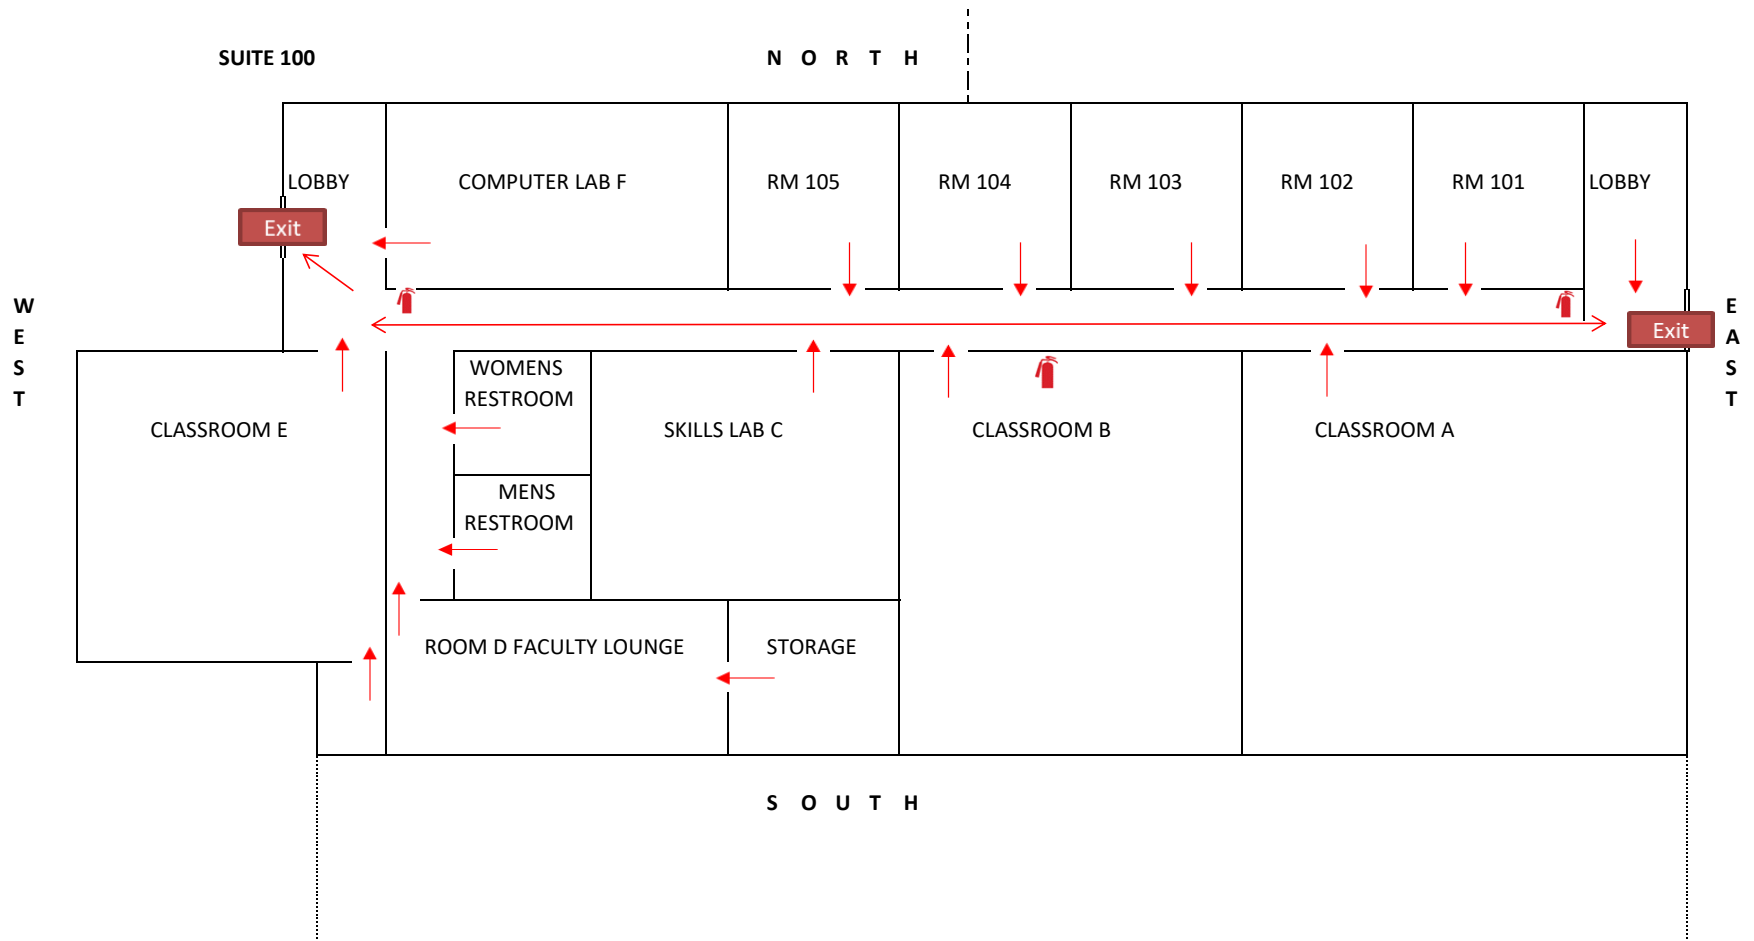 SUITE 100
N O R T H
LOBBY
COMPUTER LAB F
RM 105
RM 104
RM 103
RM 102
RM 101
LOBBY
Exit
W
E
S
T
E
A
S
T
Exit
WOMENS
RESTROOM
CLASSROOM E
SKILLS LAB C
CLASSROOM B
CLASSROOM A
MENS
RESTROOM
ROOM D FACULTY LOUNGE
STORAGE
S O U T H